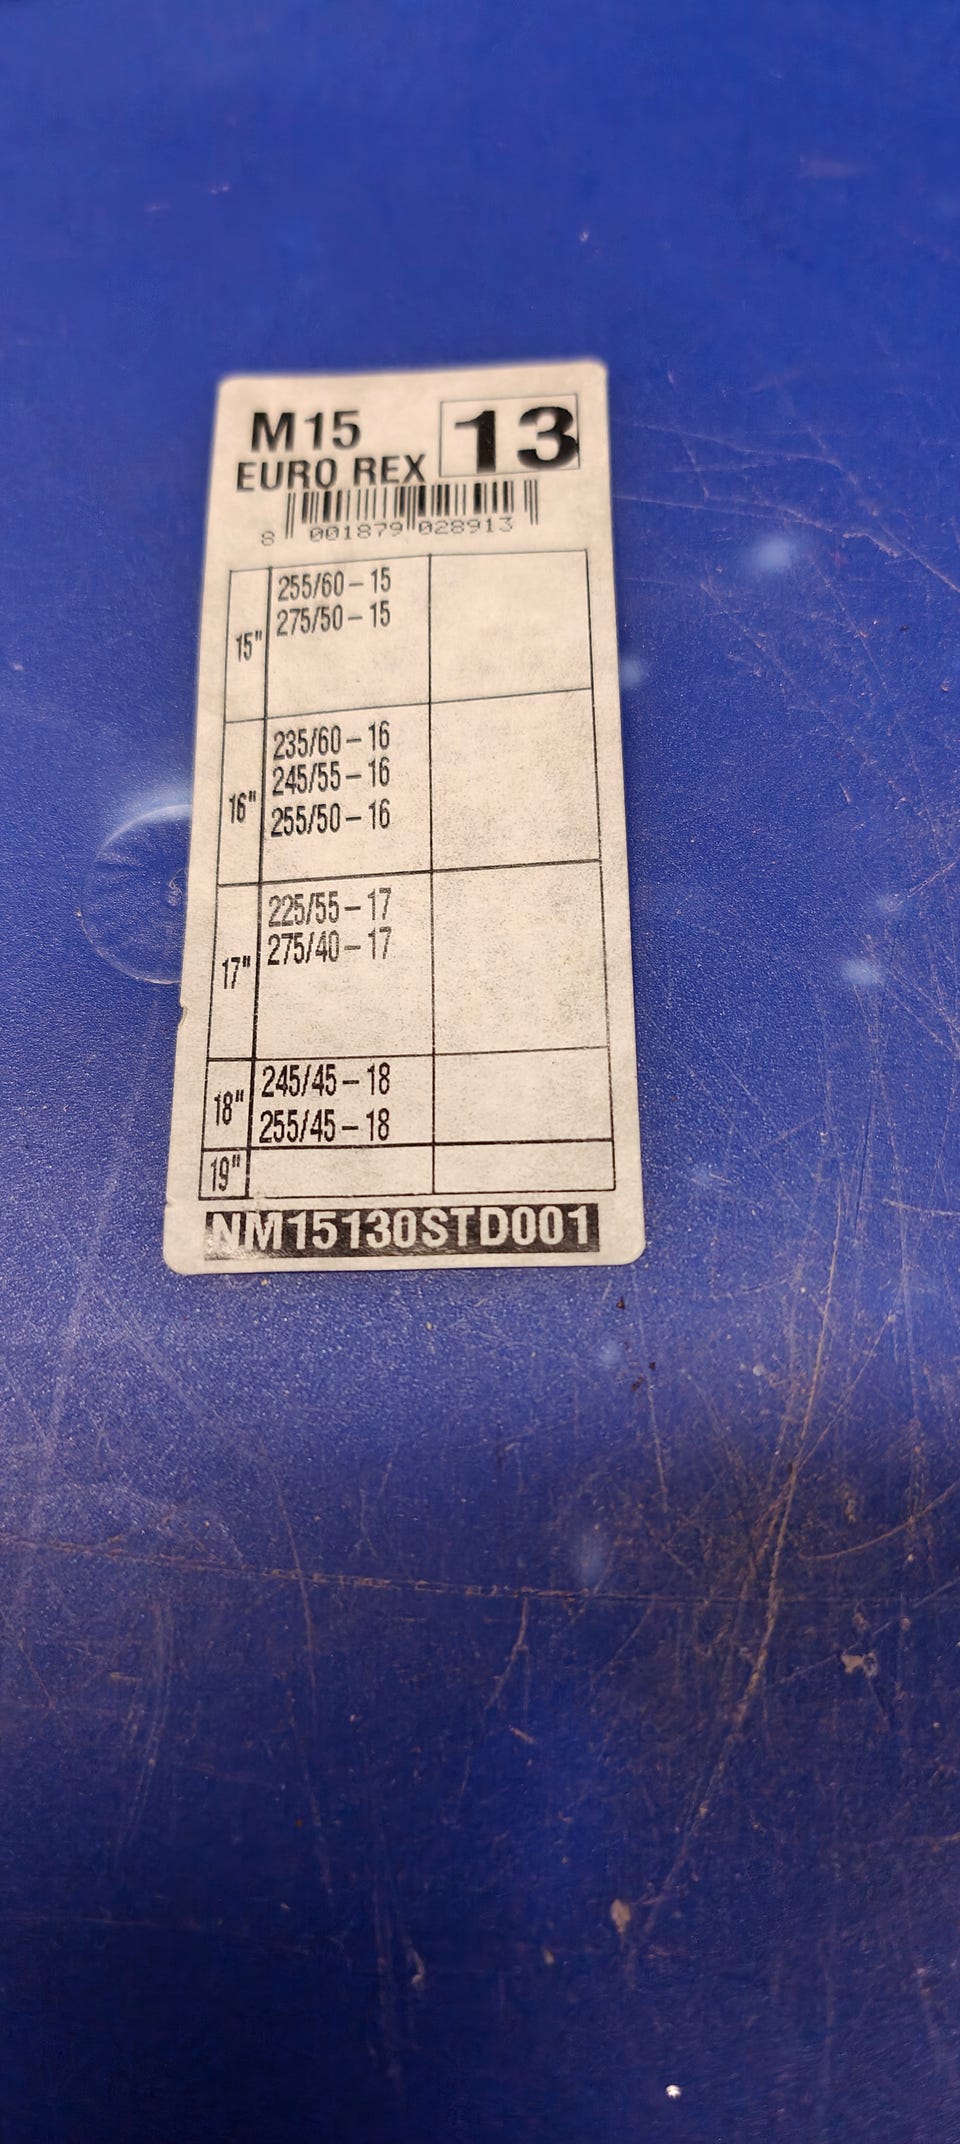 M15
13
EURO REX
8 001879 028913
15"
255/60 – 15
275/50 – 15
16"
235/60 – 16
245/55 – 16
255/50 – 16
17"
225/55 – 17
275/40 – 17
18"
245/45 – 18
255/45 – 18
19"
NM15130STD001